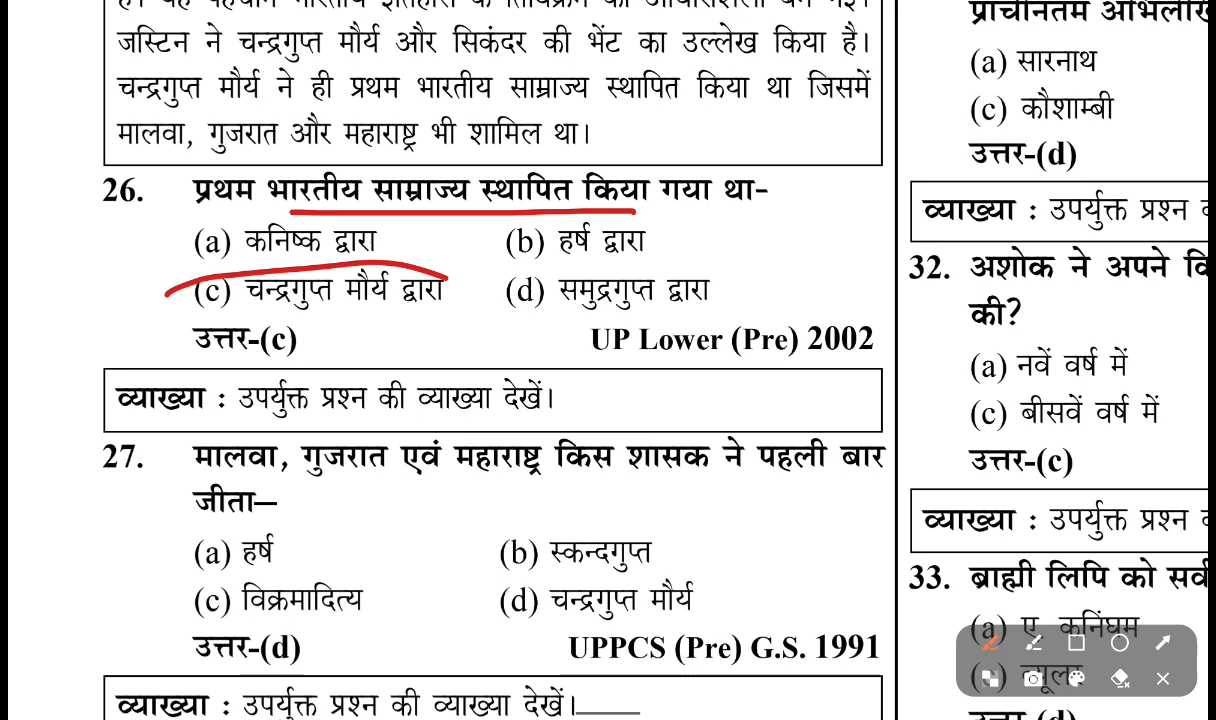 जस्टिन ने चन्द्रगुप्त मौर्य और सिकंदर की भेंट का उल्लेख किया है।
चन्द्रगुप्त मौर्य ने ही प्रथम भारतीय साम्राज्य स्थापित किया था जिसमें
मालवा, गुजरात और महाराष्ट्र भी शामिल था।
26. प्रथम भारतीय साम्राज्य स्थापित किया गया था-
(a) कनिष्क द्वारा (b) हर्ष द्वारा
(c) चन्द्रगुप्त मौर्य द्वारा (d) समुद्रगुप्त द्वारा
उत्तर-(c) UP Lower (Pre) 2002
व्याख्या : उपर्युक्त प्रश्न की व्याख्या देखें।
27. मालवा, गुजरात एवं महाराष्ट्र किस शासक ने पहली बार
जीता—
(a) हर्ष (b) स्कन्दगुप्त
(c) विक्रमादित्य (d) चन्द्रगुप्त मौर्य
उत्तर-(d) UPPCS (Pre) G.S. 1991
व्याख्या : उपर्युक्त प्रश्न की व्याख्या देखें।
प्राचीनतम
(a) सारनाथ
(c) कौशाम्बी
उत्तर-(d)
व्याख्या : उपर्युक्त प्रश्न
32. अशोक ने अपने
की?
(a) नवें वर्ष में
(c) बीसवें वर्ष में
उत्तर-(c)
व्याख्या : उपर्युक्त प्रश्न
33. ब्राह्मी लिपि को
(a) ए. कनिंघम